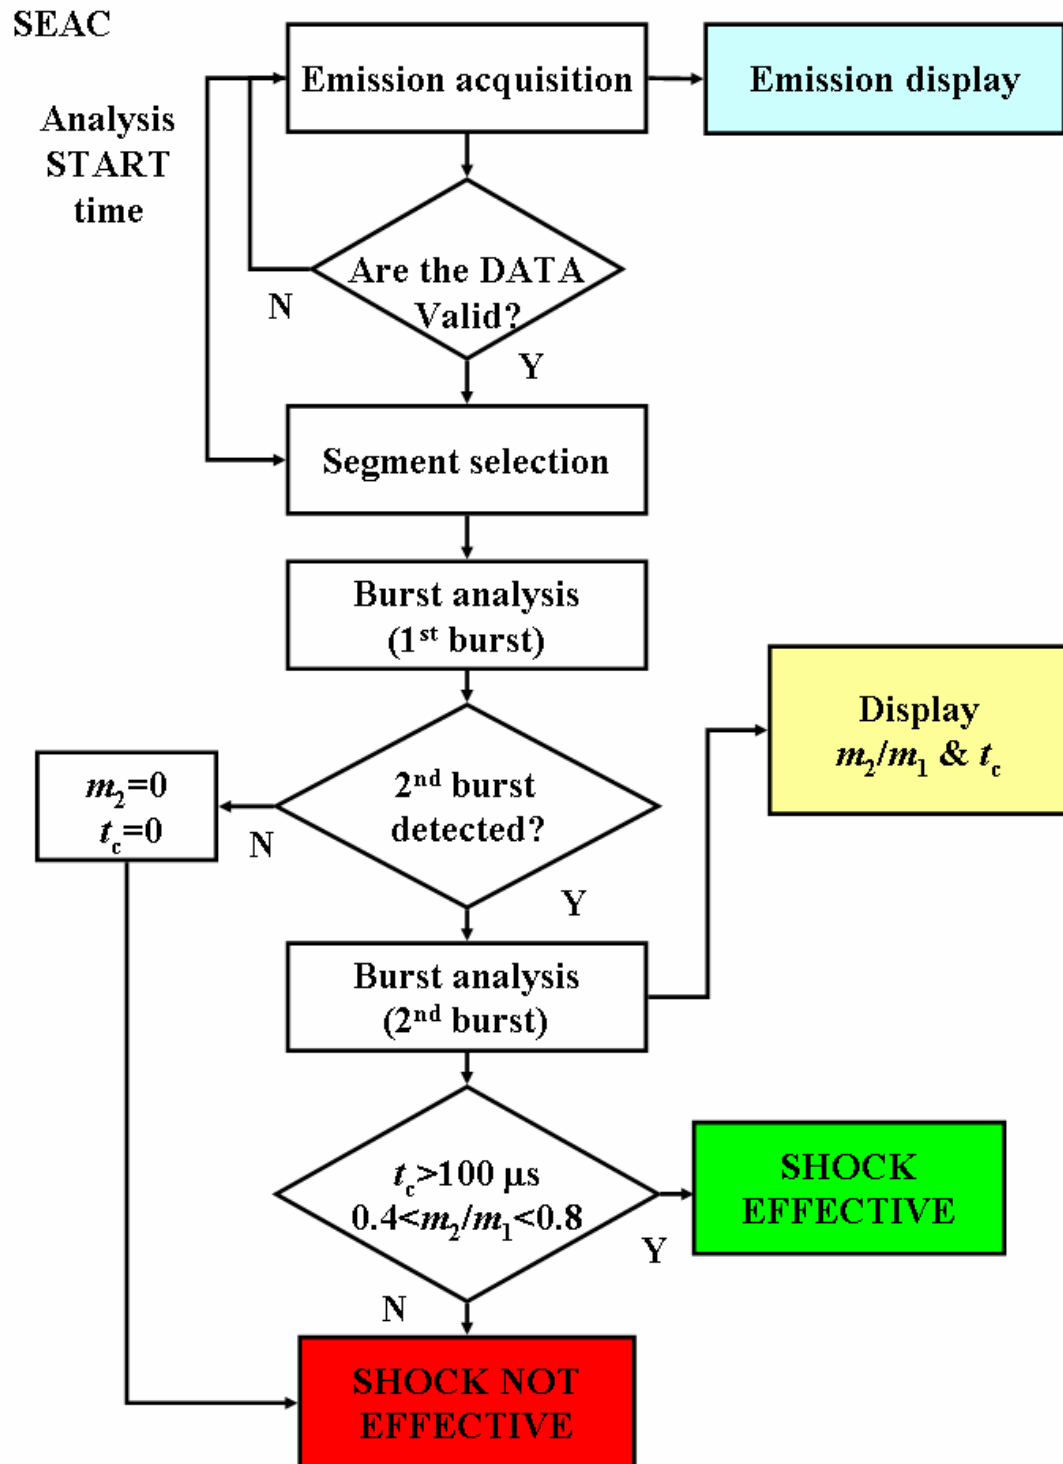 SEAC
Emission acquisition
Emission display
Analysis
START
time
Are the DATA
Valid?
N
Y
Segment selection
Burst analysis
(1st burst)
Display
m2/m1 & tc
m2=0
tc=0
2nd burst
detected?
N
Y
Burst analysis
(2nd burst)
tc>100 μs
0.4<m2/m1<0.8
SHOCK
EFFECTIVE
Y
N
SHOCK NOT
EFFECTIVE